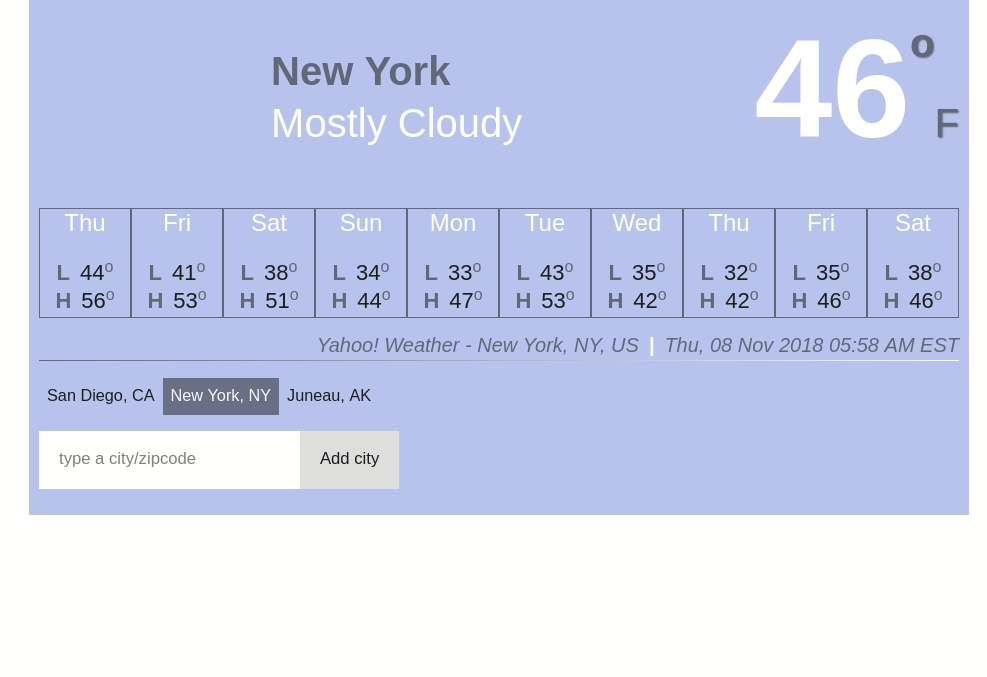 New York
Mostly Cloudy
46° F
Thu Fri Sat Sun Mon Tue Wed Thu Fri Sat
L 44° L 41° L 38° L 34° L 33° L 43° L 35° L 32° L 35° L 38°
H 56° H 53° H 51° H 44° H 47° H 53° H 42° H 42° H 46° H 46°
Yahoo! Weather - New York, NY, US | Thu, 08 Nov 2018 05:58 AM EST
San Diego, CA New York, NY Juneau, AK
type a city/zipcode Add city